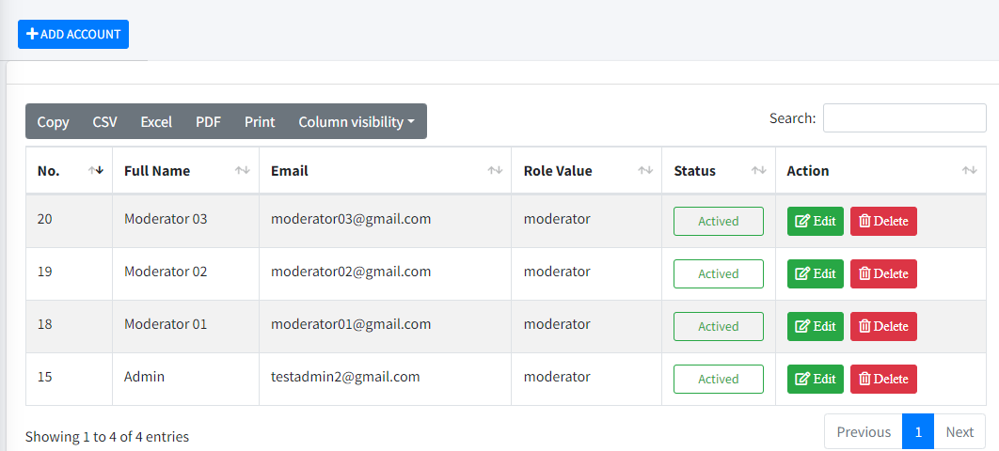 ADD ACCOUNT
Copy CSV Excel PDF Print Column visibility Search:
No. Full Name Email Role Value Status Action
20 Moderator 03 moderator03@gmail.com moderator Actived Edit Delete
19 Moderator 02 moderator02@gmail.com moderator Actived Edit Delete
18 Moderator 01 moderator01@gmail.com moderator Actived Edit Delete
15 Admin testadmin2@gmail.com moderator Actived Edit Delete
Showing 1 to 4 of 4 entries Previous 1 Next